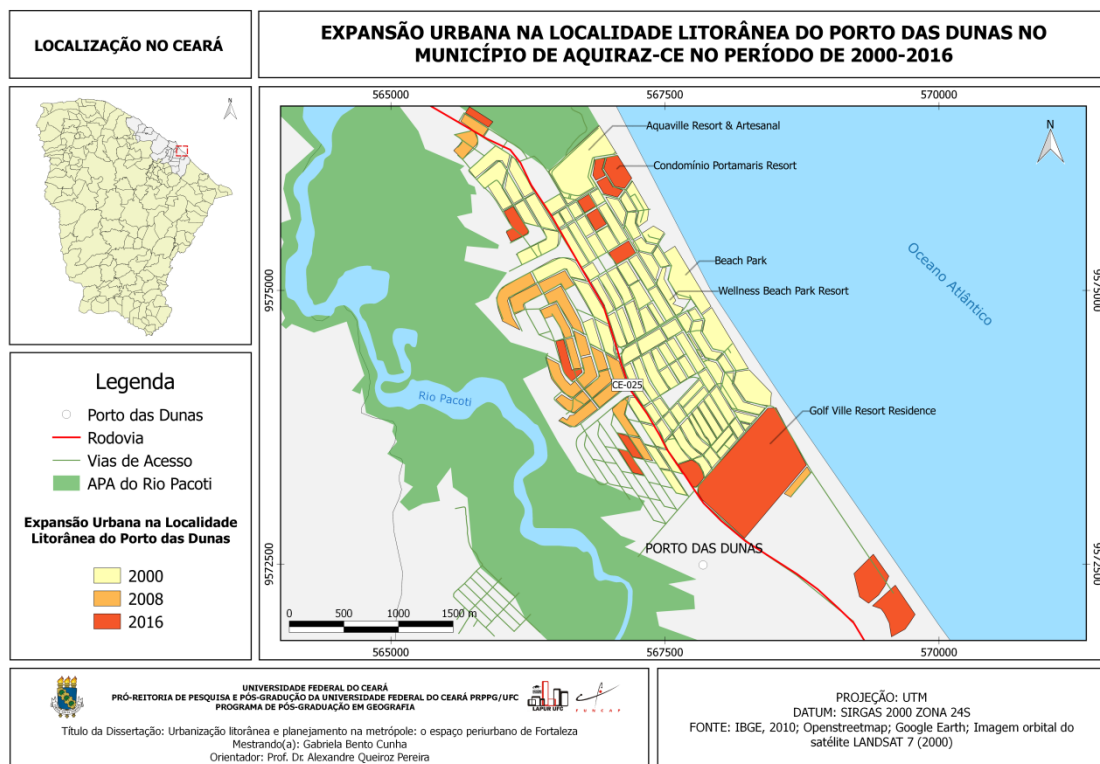 LOCALIZAÇÃO NO CEARÁ
EXPANSÃO URBANA NA LOCALIDADE LITORÂNEA DO PORTO DAS DUNAS NO
MUNICÍPIO DE AQUIRAZ-CE NO PERÍODO DE 2000-2016
N
565000
567500
570000
Aquaville Resort & Artesanal
N
Condomínio Portamaris Resort
Beach Park
Oceano Atlântico
9575000
Wellness Beach Park Resort
9575000
CE-025
Rio Pacoti
Golf Ville Resort Residence
PORTO DAS DUNAS
9572500
9572500
0 500 1000 1500 m
565000
567500
570000
Legenda
Porto das Dunas
Rodovia
Vias de Acesso
APA do Rio Pacoti
Expansão Urbana na Localidade
Litorânea do Porto das Dunas
2000
2008
2016
UNIVERSIDADE FEDERAL DO CEARÁ
PRÓ-REITORIA DE PESQUISA E PÓS-GRADUAÇÃO DA UNIVERSIDADE FEDERAL DO CEARÁ PRPPG/UFC
PROGRAMA DE PÓS-GRADUAÇÃO EM GEOGRAFIA
LAPUR UFC
FUNCAP
Título da Dissertação: Urbanização litorânea e planejamento na metrópole: o espaço periurbano de Fortaleza
Mestrando(a): Gabriela Bento Cunha
Orientador: Prof. Dr. Alexandre Queiroz Pereira
PROJEÇÃO: UTM
DATUM: SIRGAS 2000 ZONA 24S
FONTE: IBGE, 2010; Openstreetmap; Google Earth; Imagem orbital do
satélite LANDSAT 7 (2000)